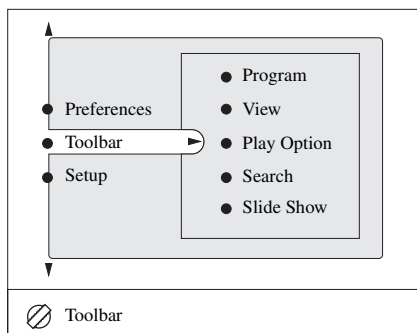 Preferences
Toolbar
Setup
Program
View
Play Option
Search
Slide Show
Toolbar